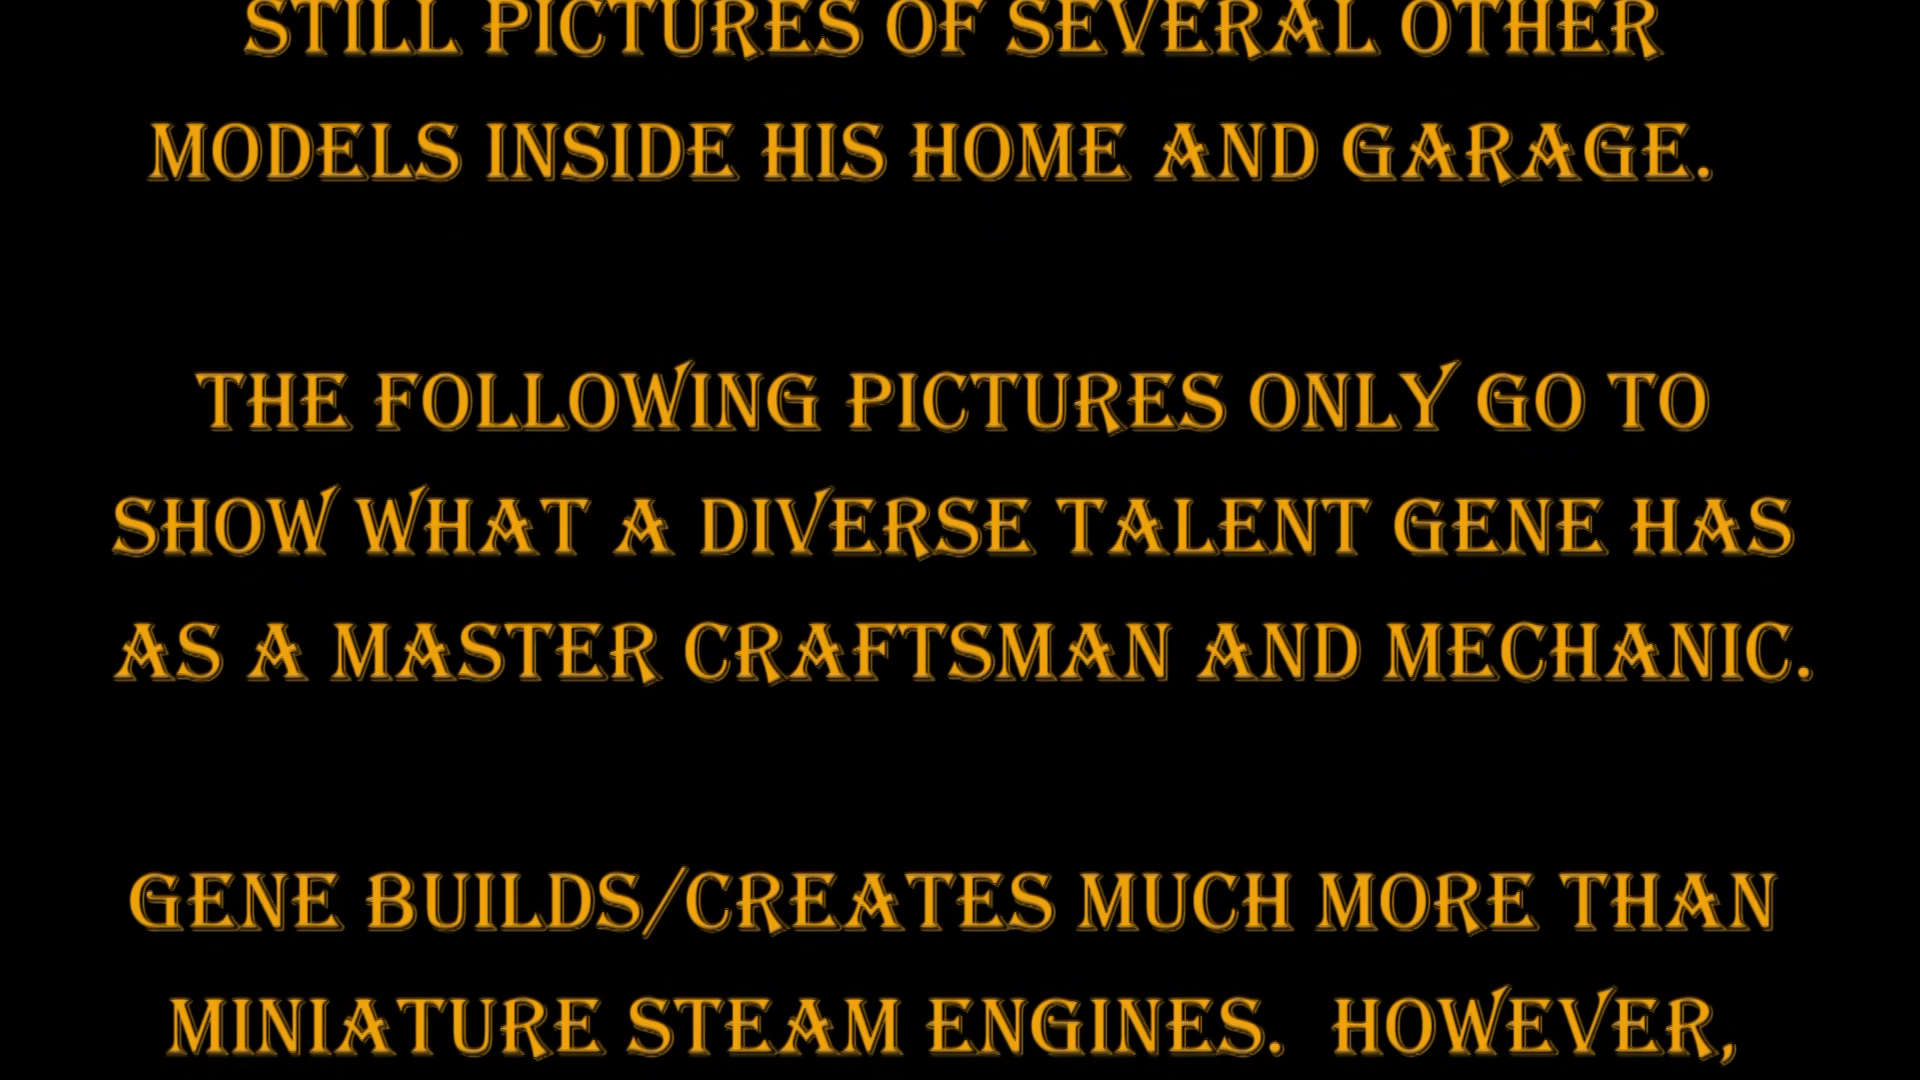 STILL PICTURES OF SEVERAL OTHER
MODELS INSIDE HIS HOME AND GARAGE.
THE FOLLOWING PICTURES ONLY GO TO
SHOW WHAT A DIVERSE TALENT GENE HAS
AS A MASTER CRAFTSMAN AND MECHANIC.
GENE BUILDS/CREATES MUCH MORE THAN
MINIATURE STEAM ENGINES.  HOWEVER,